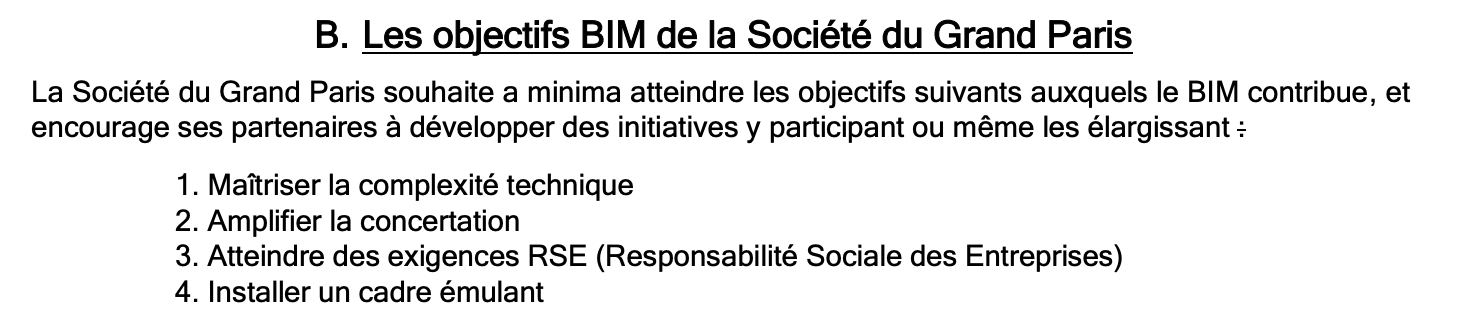 B. Les objectifs BIM de la Société du Grand Paris
La Société du Grand Paris souhaite a minima atteindre les objectifs suivants auxquels le BIM contribue, et
encourage ses partenaires à développer des initiatives y participant ou même les élargissant :
1. Maîtriser la complexité technique
2. Amplifier la concertation
3. Atteindre des exigences RSE (Responsabilité Sociale des Entreprises)
4. Installer un cadre émulant